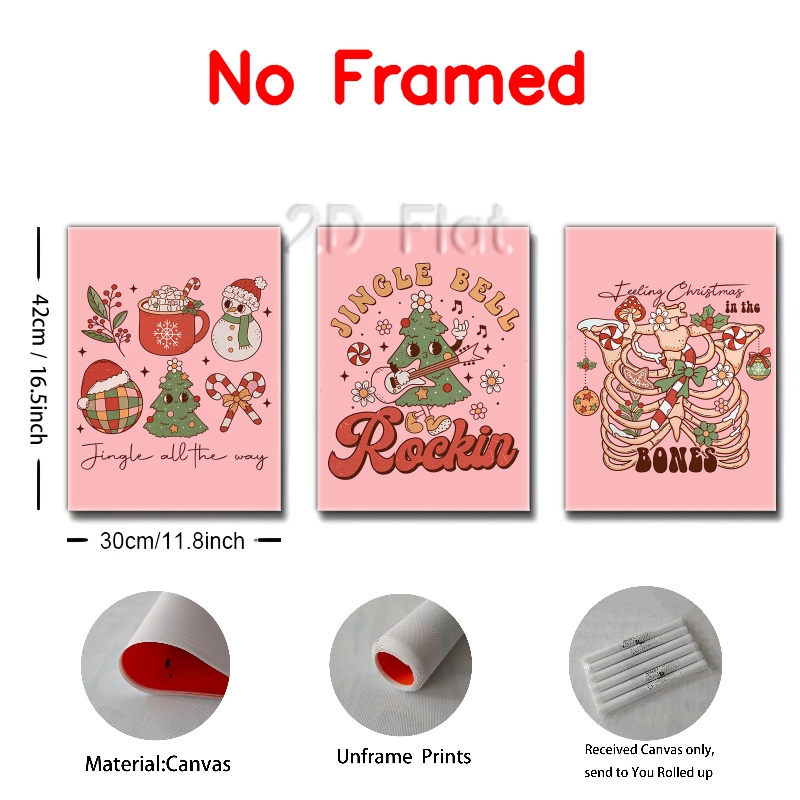 No Framed
2D Flat
42cm / 16.5inch
Jingle all the way
JINGLE BELL
Rockin
Feeling Christmas
in the
BONES
30cm/11.8inch
Material:Canvas
Unframe Prints
Received Canvas only,
send to You Rolled up